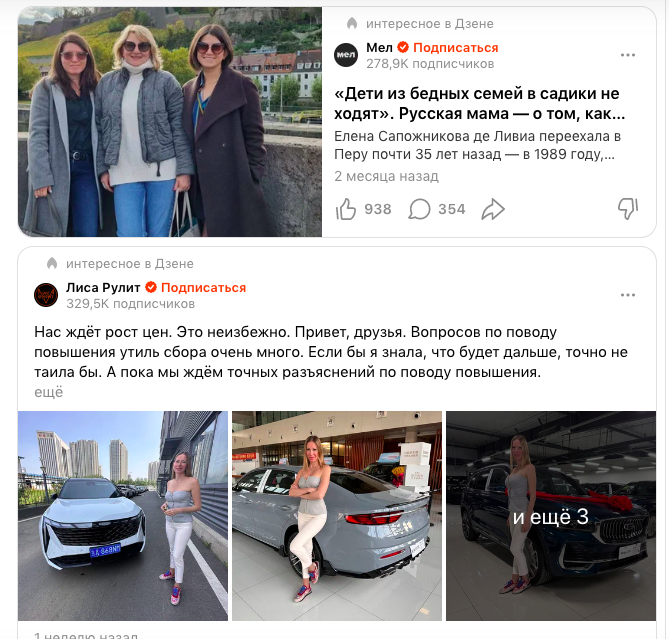 интересное в Дзене
мел
Мел Подписаться
278,9K подписчиков
«Дети из бедных семей в садики не
ходят». Русская мама — о том, как...
Елена Сапожникова де Ливиа переехала в
Перу почти 35 лет назад — в 1989 году,...
2 месяца назад
938 354
интересное в Дзене
Лиса Рулит Подписаться
329,5K подписчиков
Нас ждёт рост цен. Это неизбежно. Привет, друзья. Вопросов по поводу
повышения утиль сбора очень много. Если бы я знала, что будет дальше, точно не
таила бы. А пока мы ждём точных разъяснений по поводу повышения.
ещё
и ещё 3
1 неделю назад